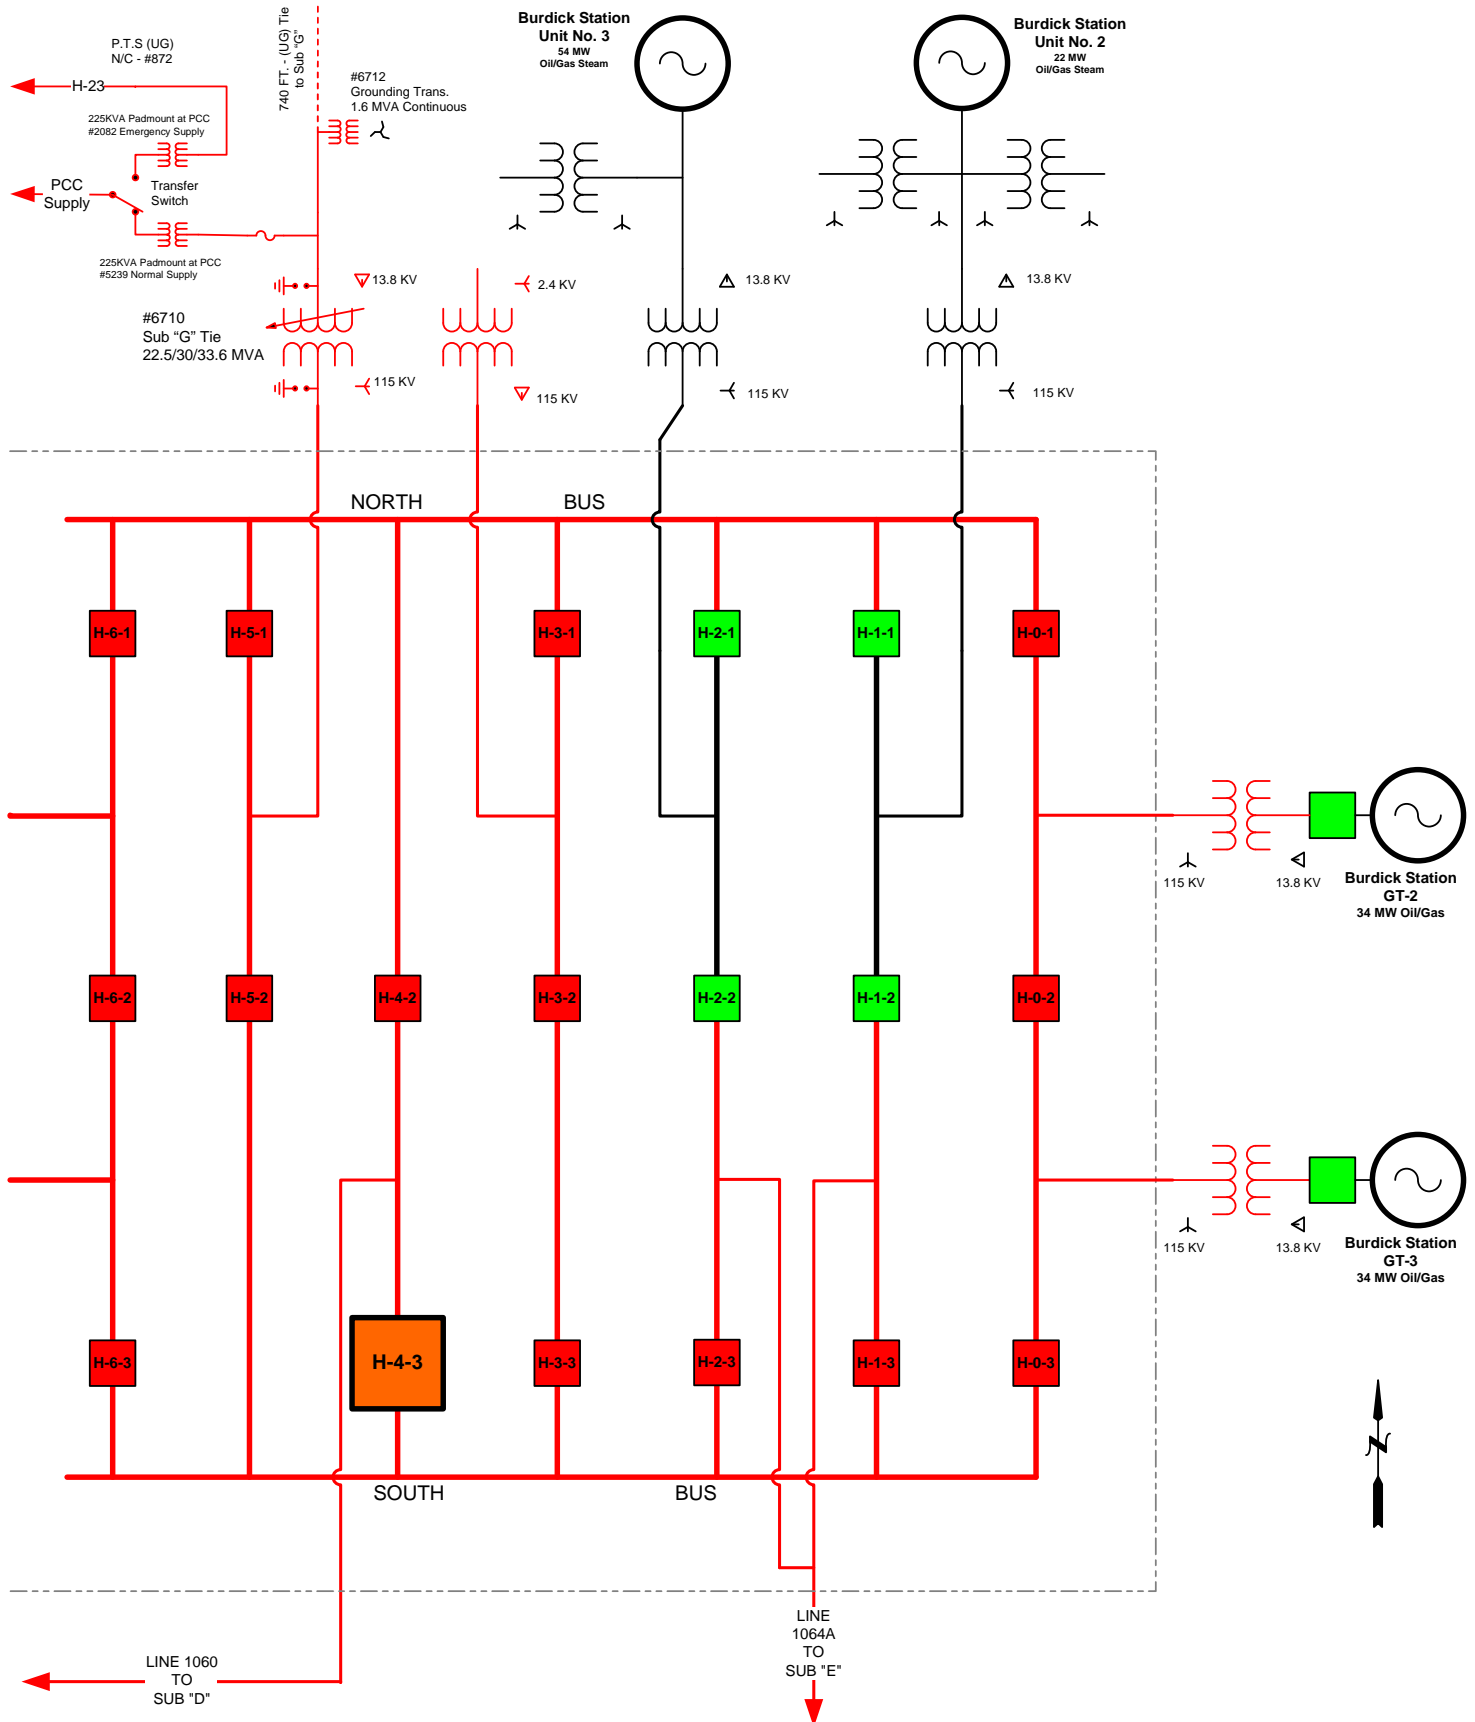 P.T.S (UG)
N/C - #872
H-23
225KVA Padmount at PCC
#2082 Emergency Supply
PCC
Supply
Transfer
Switch
225KVA Padmount at PCC
#5239 Normal Supply
740 FT. - (UG) Tie
to Sub “G”
#6712
Grounding Trans.
1.6 MVA Continuous
Burdick Station
Unit No. 3
54 MW
Oil/Gas Steam
Burdick Station
Unit No. 2
22 MW
Oil/Gas Steam
13.8 KV
2.4 KV
13.8 KV
13.8 KV
#6710
Sub “G” Tie
22.5/30/33.6 MVA
115 KV
115 KV
115 KV
115 KV
NORTH BUS
H-6-1
H-5-1
H-3-1
H-2-1
H-1-1
H-0-1
115 KV
13.8 KV
Burdick Station
GT-2
34 MW Oil/Gas
H-6-2
H-5-2
H-4-2
H-3-2
H-2-2
H-1-2
H-0-2
115 KV
13.8 KV
Burdick Station
GT-3
34 MW Oil/Gas
H-6-3
H-4-3
H-3-3
H-2-3
H-1-3
H-0-3
N
SOUTH BUS
LINE 1060
TO
SUB "D"
LINE
1064A
TO
SUB "E"